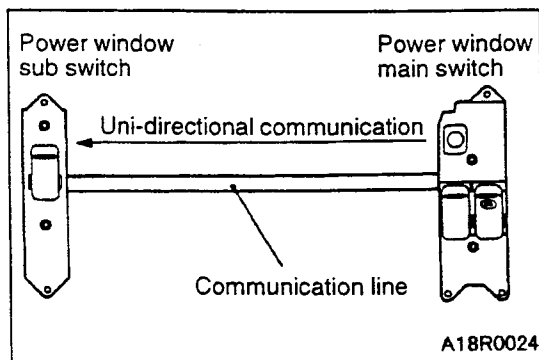 Power window
sub switch
Power window
main switch
Uni-directional communication
Communication line
A18R0024